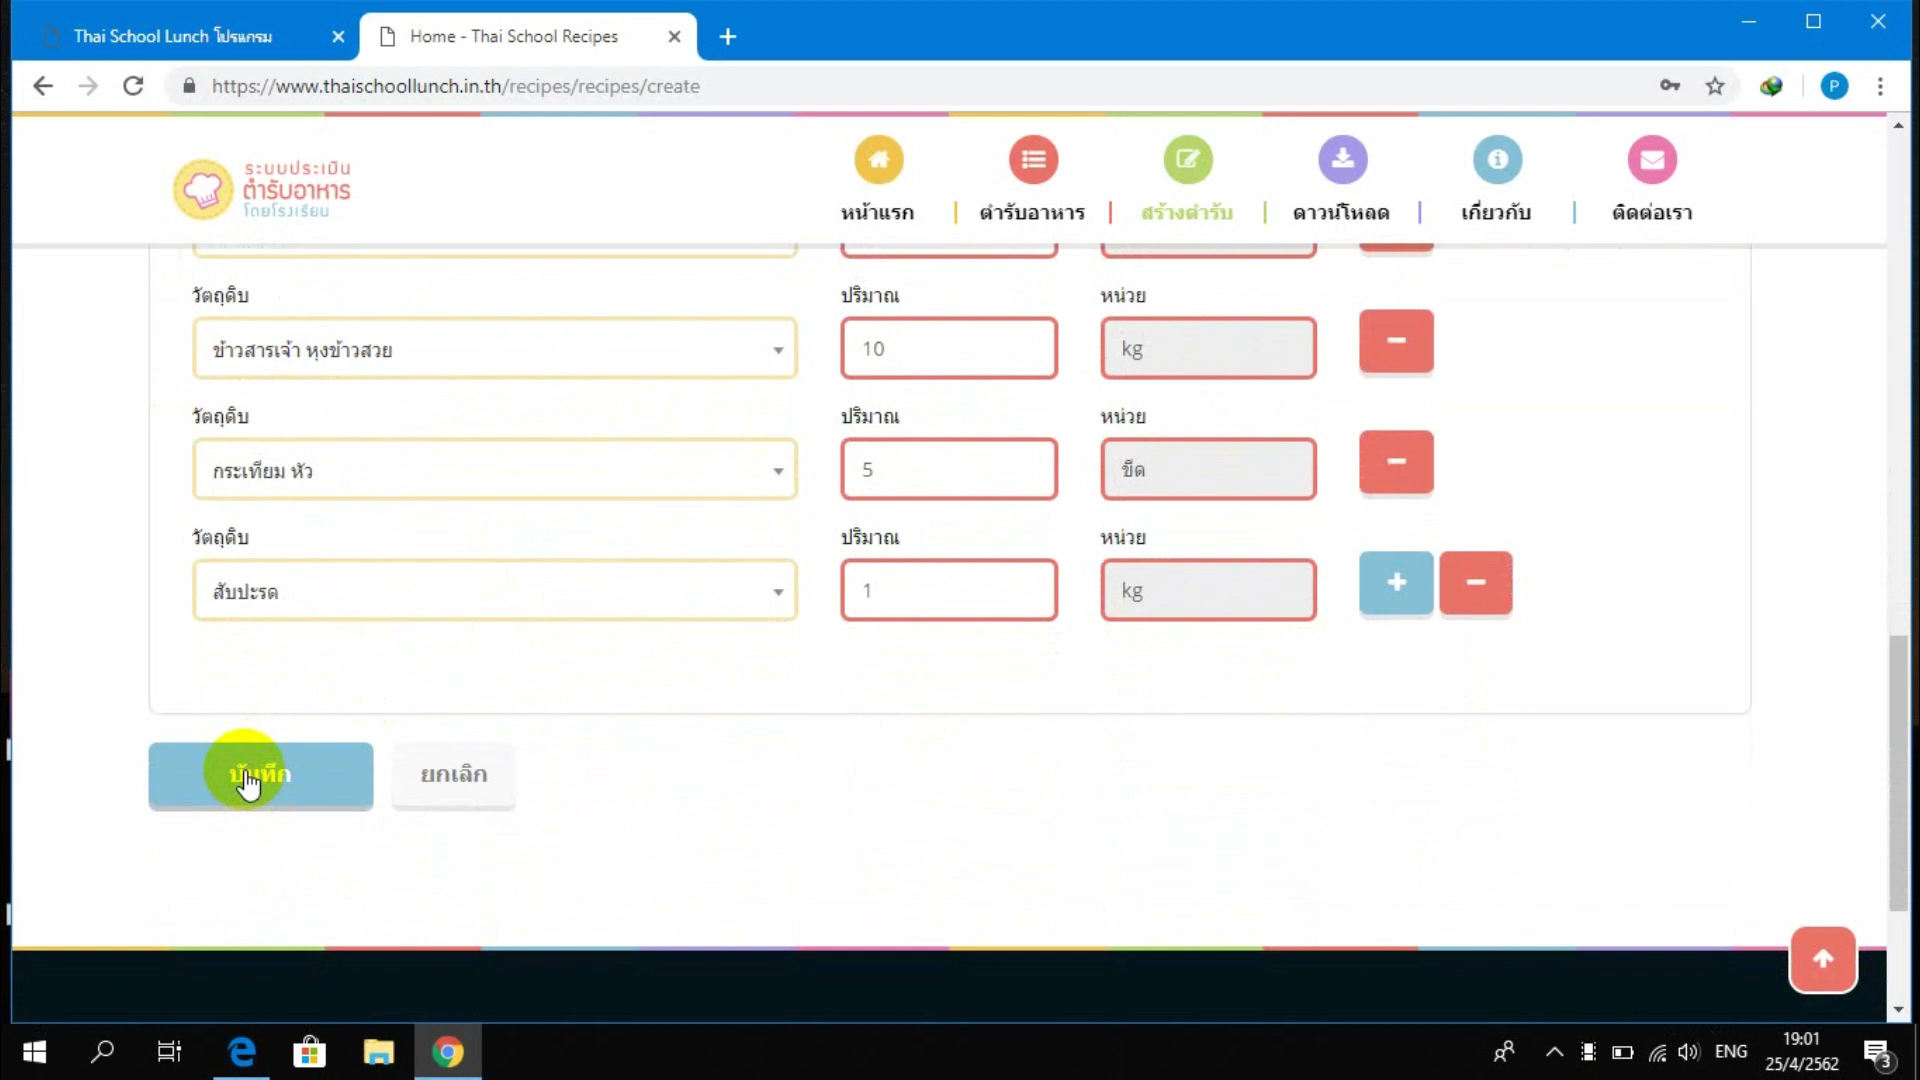 Thai School Lunch โปรแกรม
Home - Thai School Recipes
https://www.thaischoollunch.in.th/recipes/recipes/create
P
ระบบประเมิน
ตำรับอาหาร
โดยโรงเรียน
หน้าแรก
ตำรับอาหาร
สร้างตำรับ
ดาวน์โหลด
เกี่ยวกับ
ติดต่อเรา
วัตถุดิบ ปริมาณ หน่วย
ข้าวสารเจ้า หุงข้าวสวย 10 kg
วัตถุดิบ ปริมาณ หน่วย
กระเทียม หัว 5 ขีด
วัตถุดิบ ปริมาณ หน่วย
สับปะรด 1 kg
บันทึก ยกเลิก
ENG
19:01
25/4/2562
3